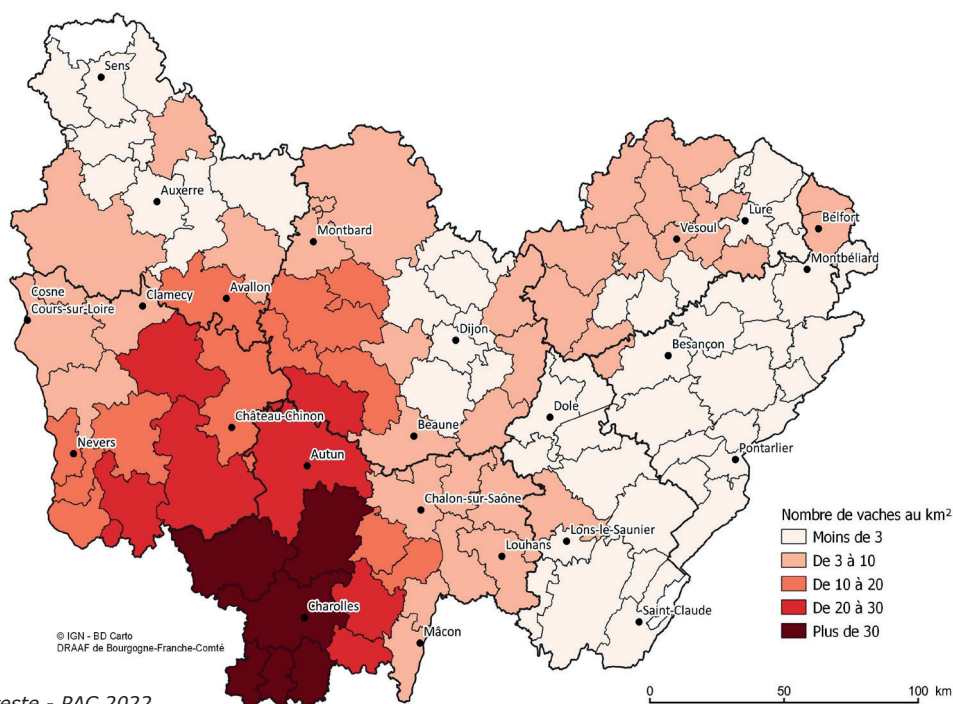 Sens
Auxerre
Montbard
Vesoul
Lure
Belfort
Montbéliard
Cosne
Cours-sur-Loire
Clamecy
Avallon
Dijon
Besançon
Château-Chinon
Beaune
Dole
Nevers
Autun
Pontarlier
Chalon-sur-Saône
Lons-le-Saunier
Louhans
Charolles
Saint-Claude
Mâcon
Nombre de vaches au km²
Moins de 3
De 3 à 10
De 10 à 20
De 20 à 30
Plus de 30
© IGN - BD Carto
DRAAF de Bourgogne-Franche-Comté
0 50 100 km
este - PAC 2022